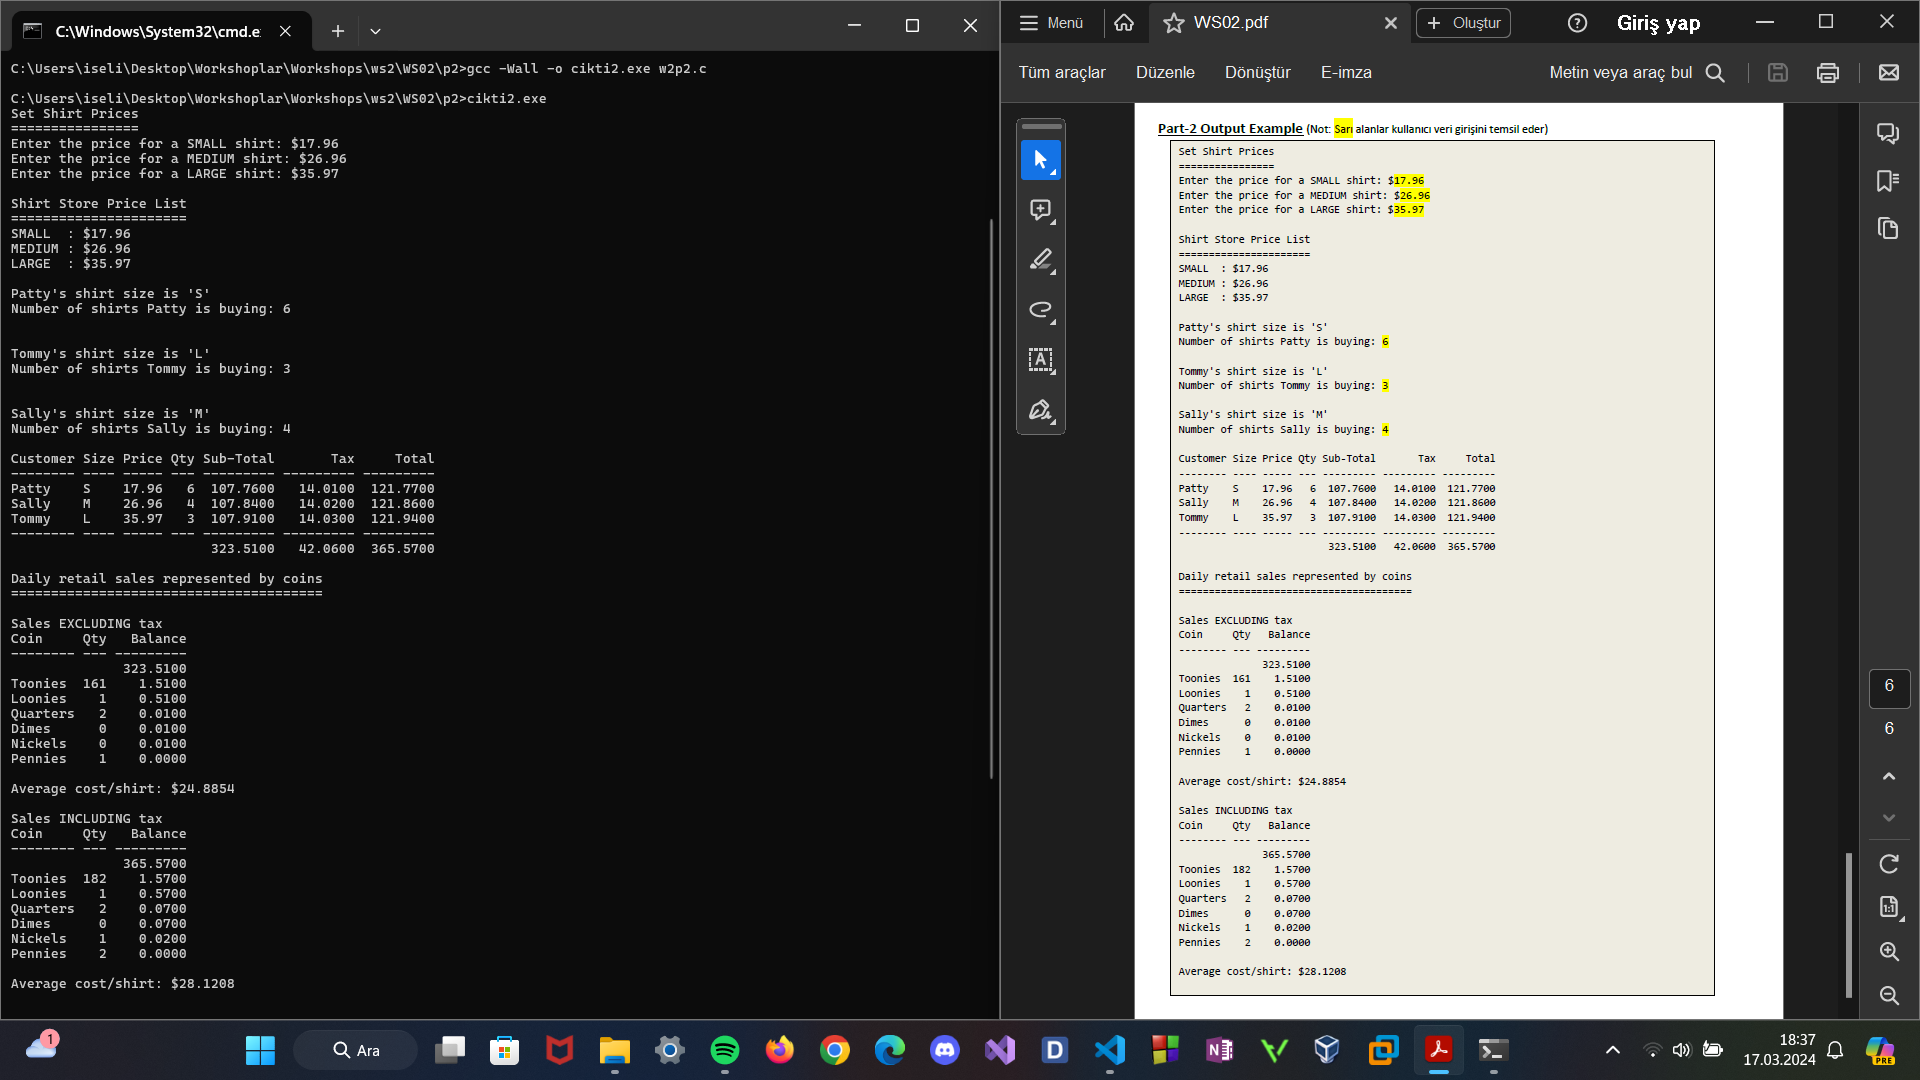 C:\Windows\System32\cmd.e:
C:\Users\iseli\Desktop\Workshoplar\Workshops\ws2\WS02\p2>gcc -Wall -o cikti2.exe w2p2.c
C:\Users\iseli\Desktop\Workshoplar\Workshops\ws2\WS02\p2>cikti2.exe
Set Shirt Prices
================
Enter the price for a SMALL shirt: $17.96
Enter the price for a MEDIUM shirt: $26.96
Enter the price for a LARGE shirt: $35.97
Shirt Store Price List
======================
SMALL  : $17.96
MEDIUM : $26.96
LARGE  : $35.97
Patty's shirt size is 'S'
Number of shirts Patty is buying: 6
Tommy's shirt size is 'L'
Number of shirts Tommy is buying: 3
Sally's shirt size is 'M'
Number of shirts Sally is buying: 4
Customer Size Price Qty Sub-Total       Tax     Total
-------- ---- ----- --- --------- --------- ---------
Patty    S    17.96   6  107.7600   14.0100  121.7700
Sally    M    26.96   4  107.8400   14.0200  121.8600
Tommy    L    35.97   3  107.9100   14.0300  121.9400
-------- ---- ----- --- --------- --------- ---------
                         323.5100   42.0600  365.5700
Daily retail sales represented by coins
=======================================
Sales EXCLUDING tax
Coin     Qty   Balance
-------- --- ---------
              323.5100
Toonies  161    1.5100
Loonies    1    0.5100
Quarters   2    0.0100
Dimes      0    0.0100
Nickels    0    0.0100
Pennies    1    0.0000
Average cost/shirt: $24.8854
Sales INCLUDING tax
Coin     Qty   Balance
-------- --- ---------
              365.5700
Toonies  182    1.5700
Loonies    1    0.5700
Quarters   2    0.0700
Dimes      0    0.0700
Nickels    1    0.0200
Pennies    2    0.0000
Average cost/shirt: $28.1208
Menü
WS02.pdf
Oluştur
Giriş yap
Tüm araçlar Düzenle Dönüştür E-imza Metin veya araç bul
Part-2 Output Example (Not: Sarı alanlar kullanıcı veri girişini temsil eder)
Set Shirt Prices
================
Enter the price for a SMALL shirt: $17.96
Enter the price for a MEDIUM shirt: $26.96
Enter the price for a LARGE shirt: $35.97
Shirt Store Price List
======================
SMALL  : $17.96
MEDIUM : $26.96
LARGE  : $35.97
Patty's shirt size is 'S'
Number of shirts Patty is buying: 6
Tommy's shirt size is 'L'
Number of shirts Tommy is buying: 3
Sally's shirt size is 'M'
Number of shirts Sally is buying: 4
Customer Size Price Qty Sub-Total       Tax     Total
-------- ---- ----- --- --------- --------- ---------
Patty    S    17.96   6  107.7600   14.0100  121.7700
Sally    M    26.96   4  107.8400   14.0200  121.8600
Tommy    L    35.97   3  107.9100   14.0300  121.9400
-------- ---- ----- --- --------- --------- ---------
                         323.5100   42.0600  365.5700
Daily retail sales represented by coins
=======================================
Sales EXCLUDING tax
Coin     Qty   Balance
-------- --- ---------
              323.5100
Toonies  161    1.5100
Loonies    1    0.5100
Quarters   2    0.0100
Dimes      0    0.0100
Nickels    0    0.0100
Pennies    1    0.0000
Average cost/shirt: $24.8854
Sales INCLUDING tax
Coin     Qty   Balance
-------- --- ---------
              365.5700
Toonies  182    1.5700
Loonies    1    0.5700
Quarters   2    0.0700
Dimes      0    0.0700
Nickels    1    0.0200
Pennies    2    0.0000
Average cost/shirt: $28.1208
6
6
1:1
1
Ara
18:37
17.03.2024
PRE